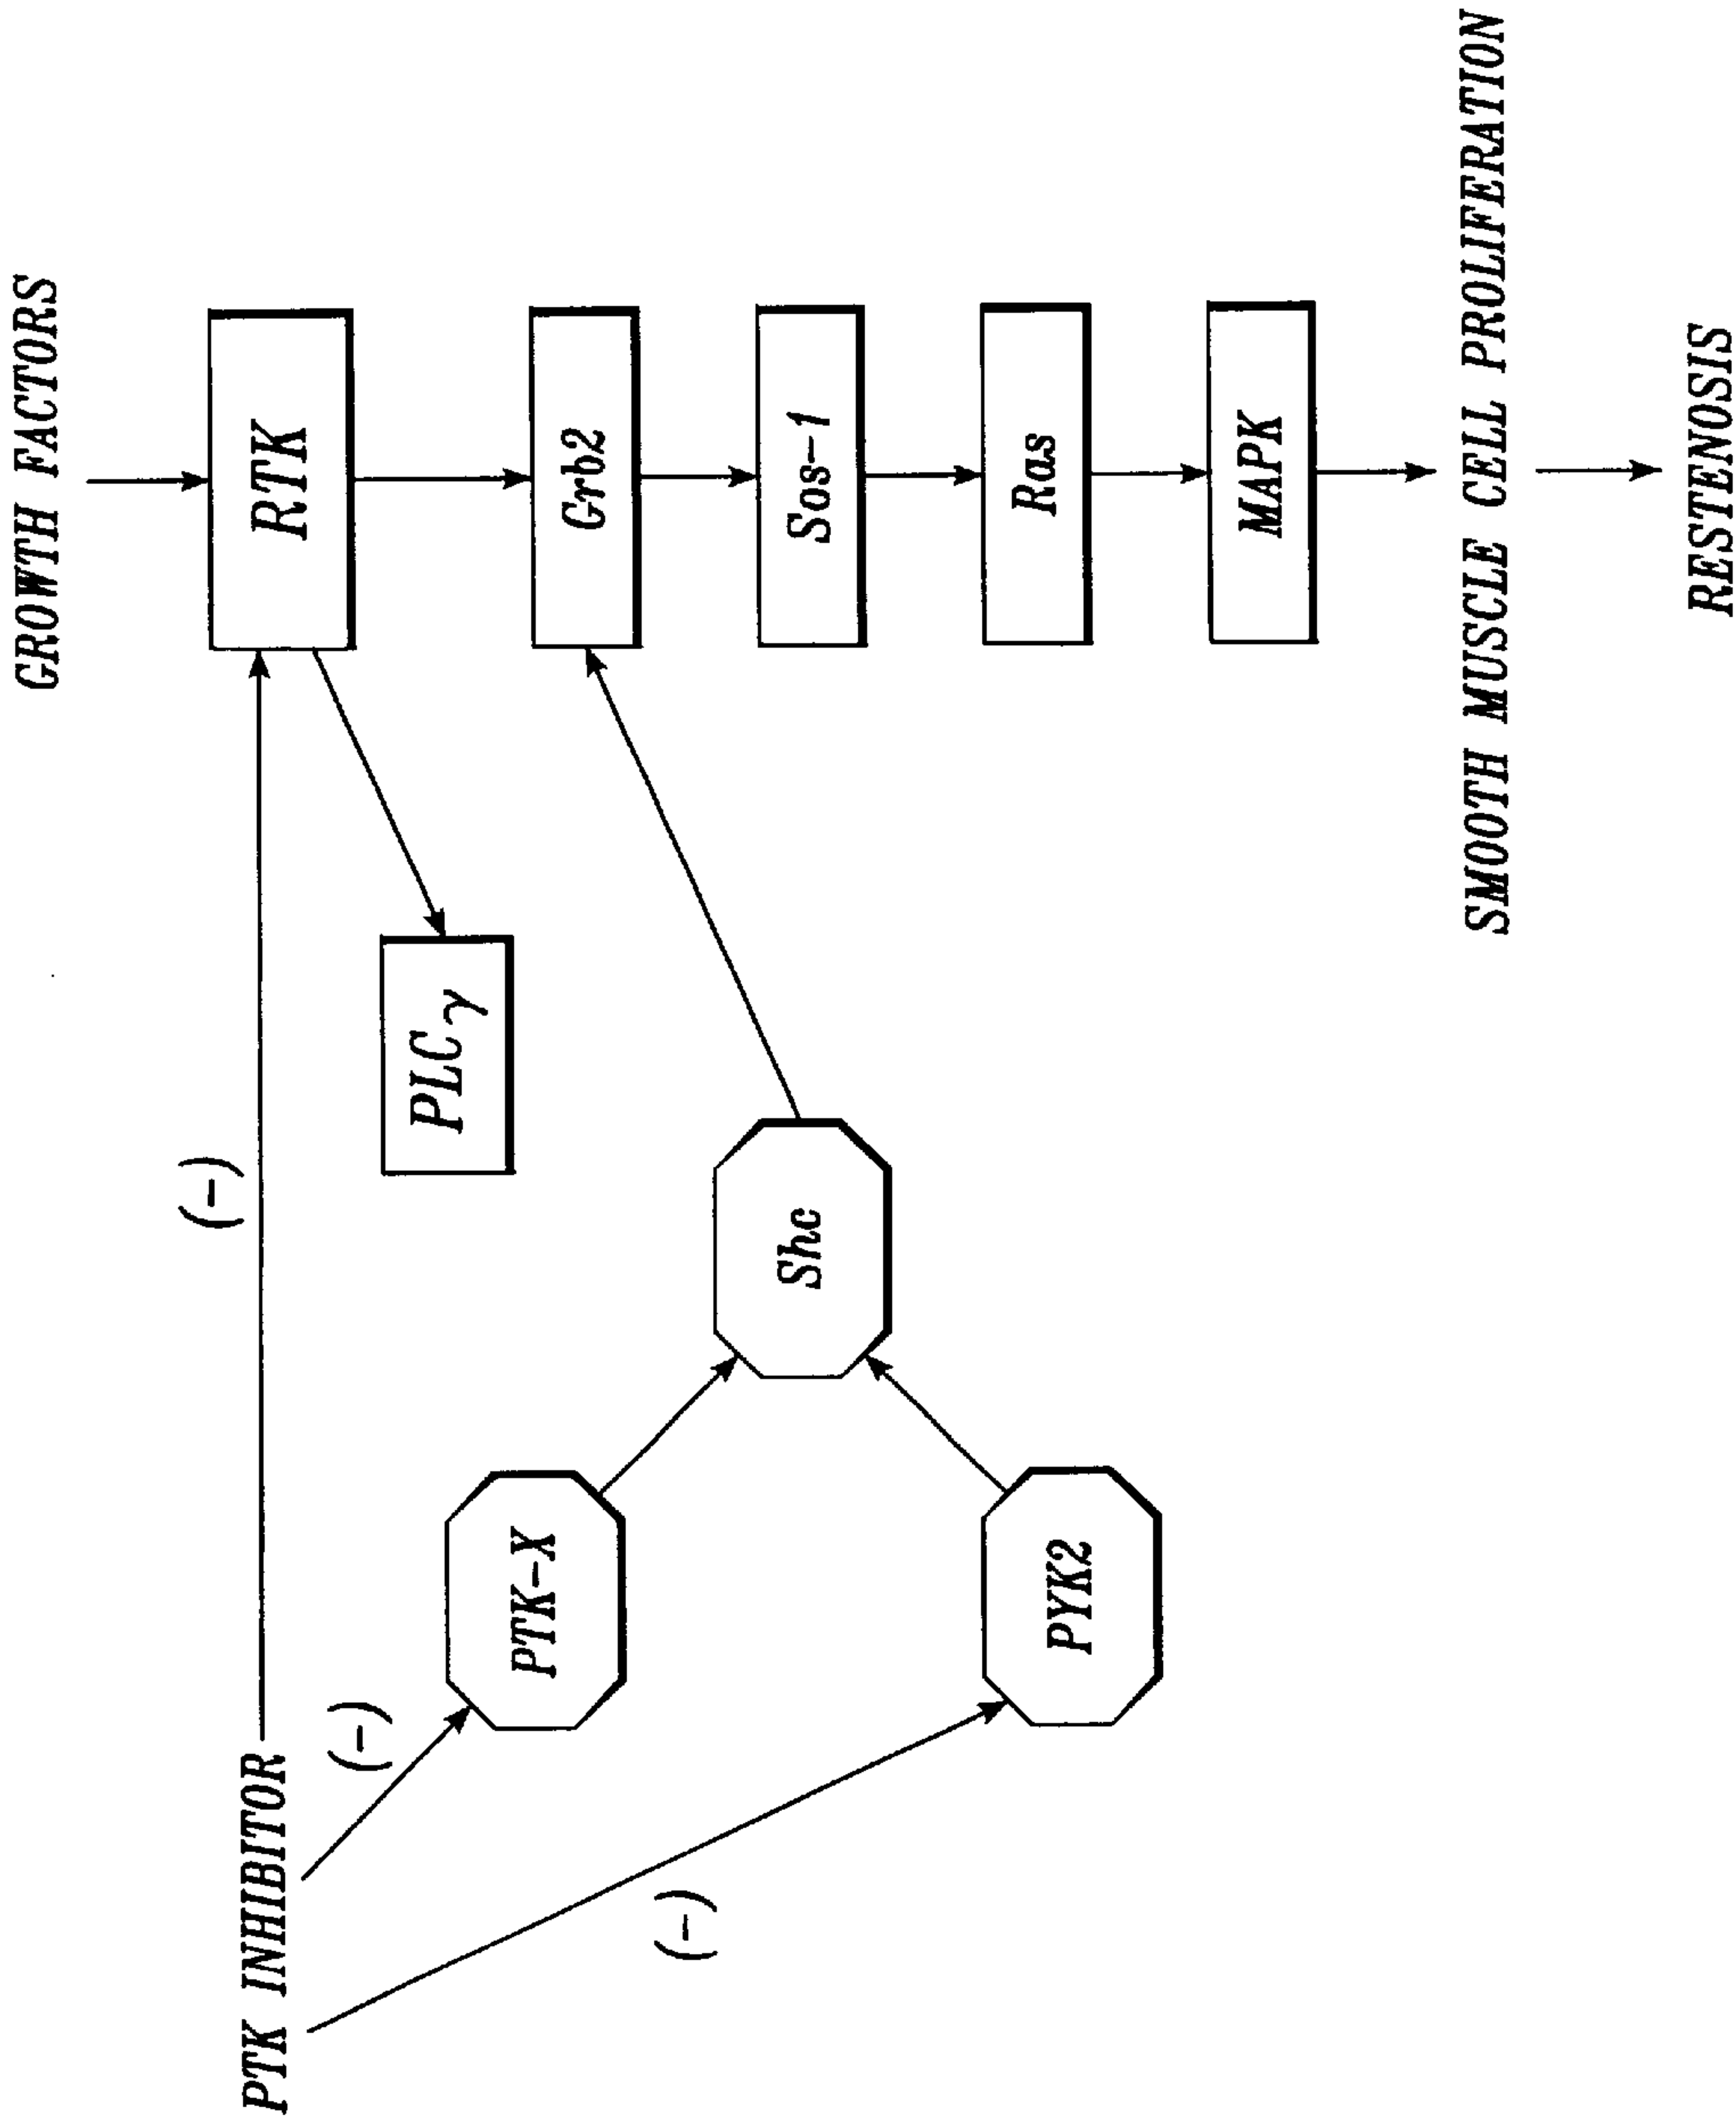 GROWTH FACTORS
PTK INHIBITOR
(-)
RTK
(-)
PLCγ
PTK-X
Grb2
(-)
Shc
Sos-1
PYK2
Ras
MAPK
SMOOTH MUSCLE CELL PROLIFERATION
RESTENOSIS